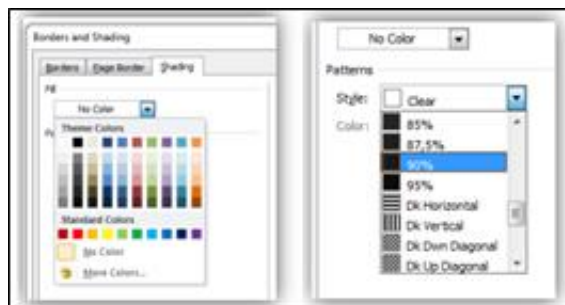 Borders and Shading
Borders Page Border Shading
Fill
No Color
Theme Colors
Standard Colors
No Color
More Colors...
No Color
Patterns
Style: Clear
Color:
85%
87,5%
90%
95%
Dk Horizontal
Dk Vertical
Dk Dwn Diagonal
Dk Up Diagonal